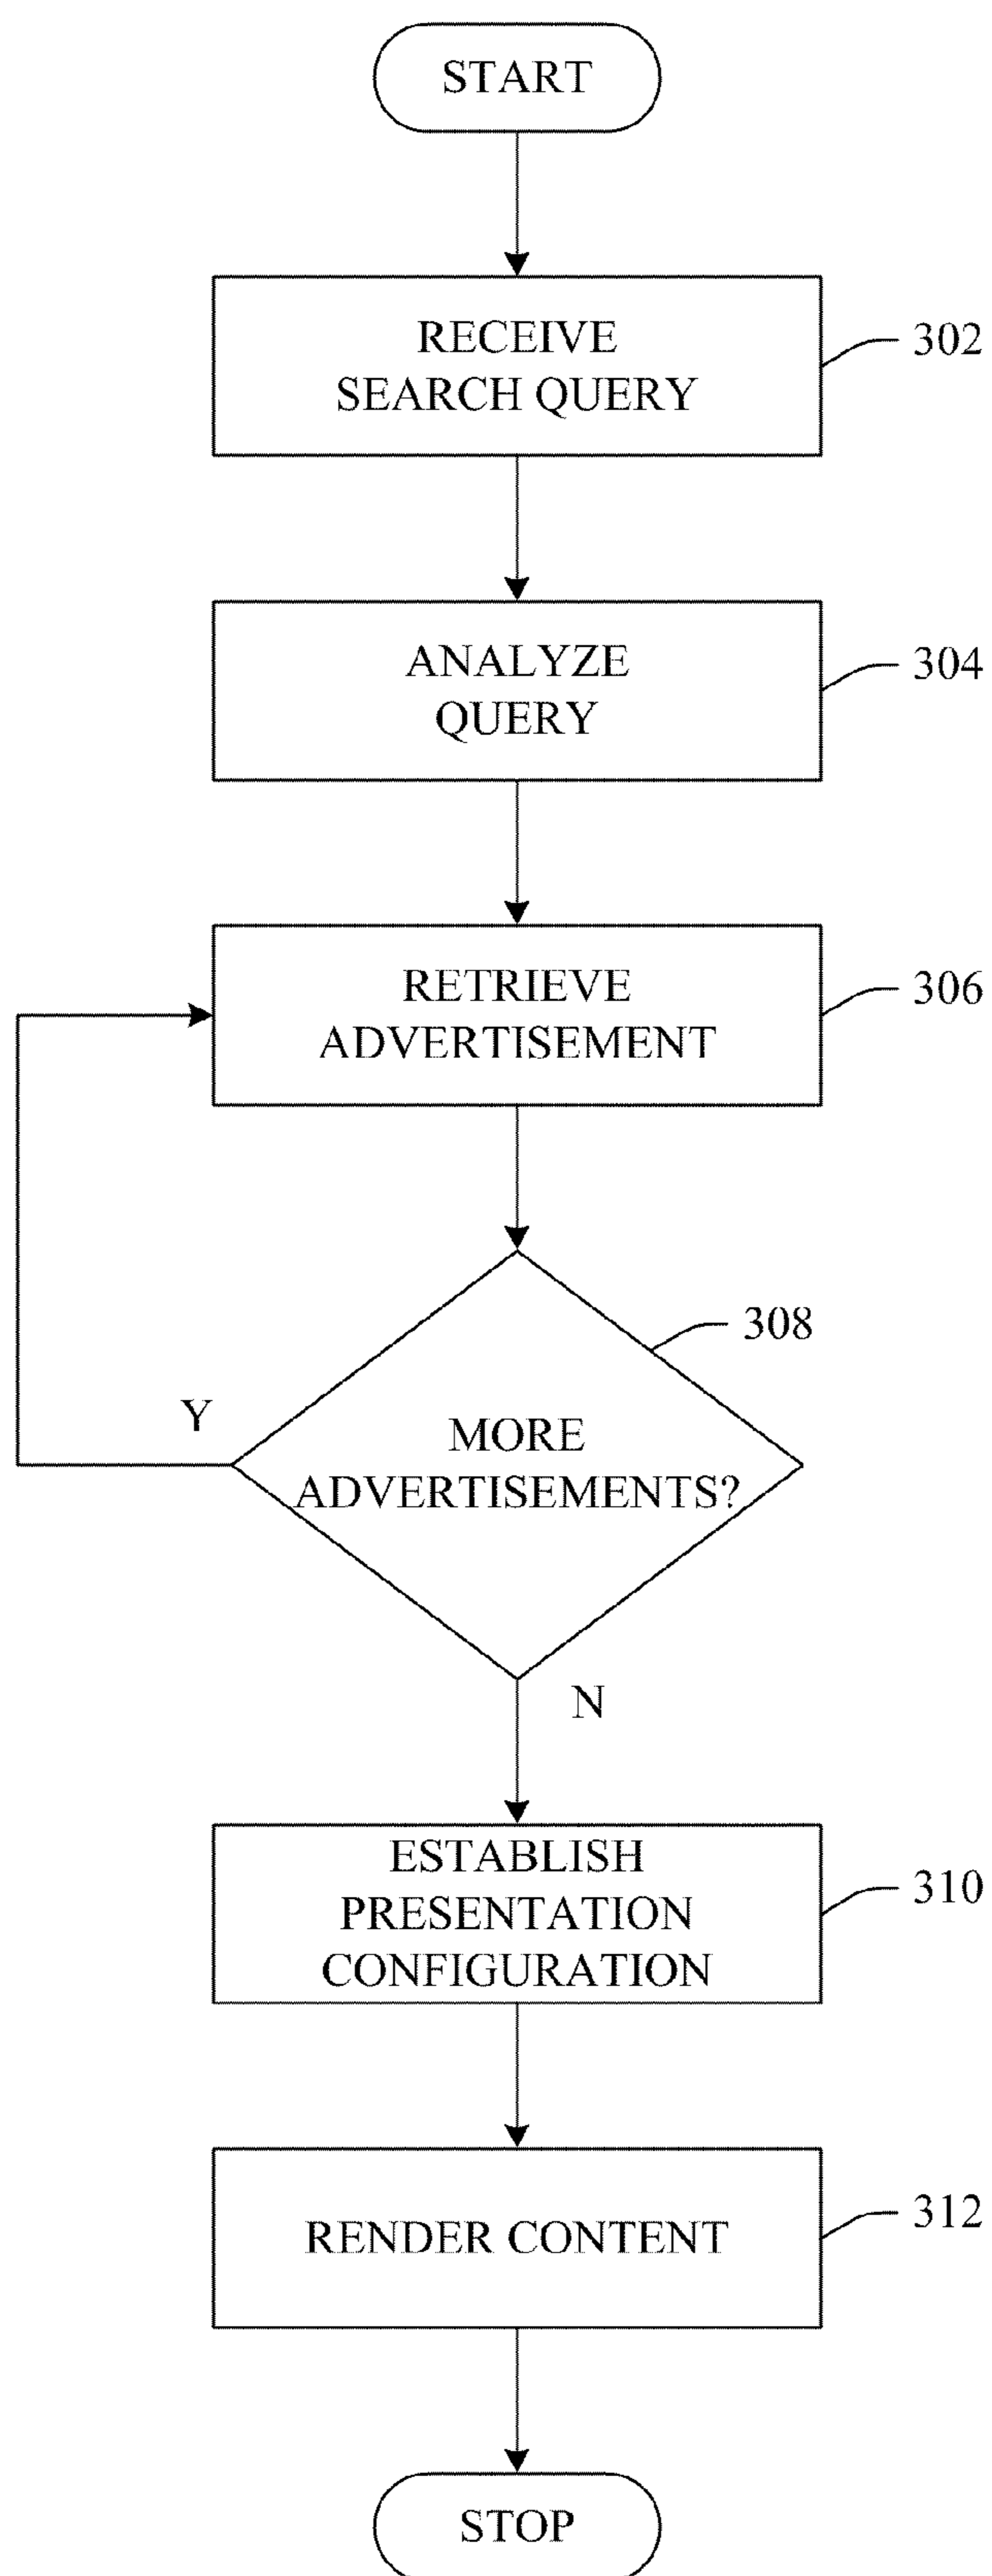 START
RECEIVE
SEARCH QUERY
302
ANALYZE
QUERY
304
RETRIEVE
ADVERTISEMENT
306
308
MORE
ADVERTISEMENTS?
Y
N
ESTABLISH
PRESENTATION
CONFIGURATION
310
RENDER CONTENT
312
STOP